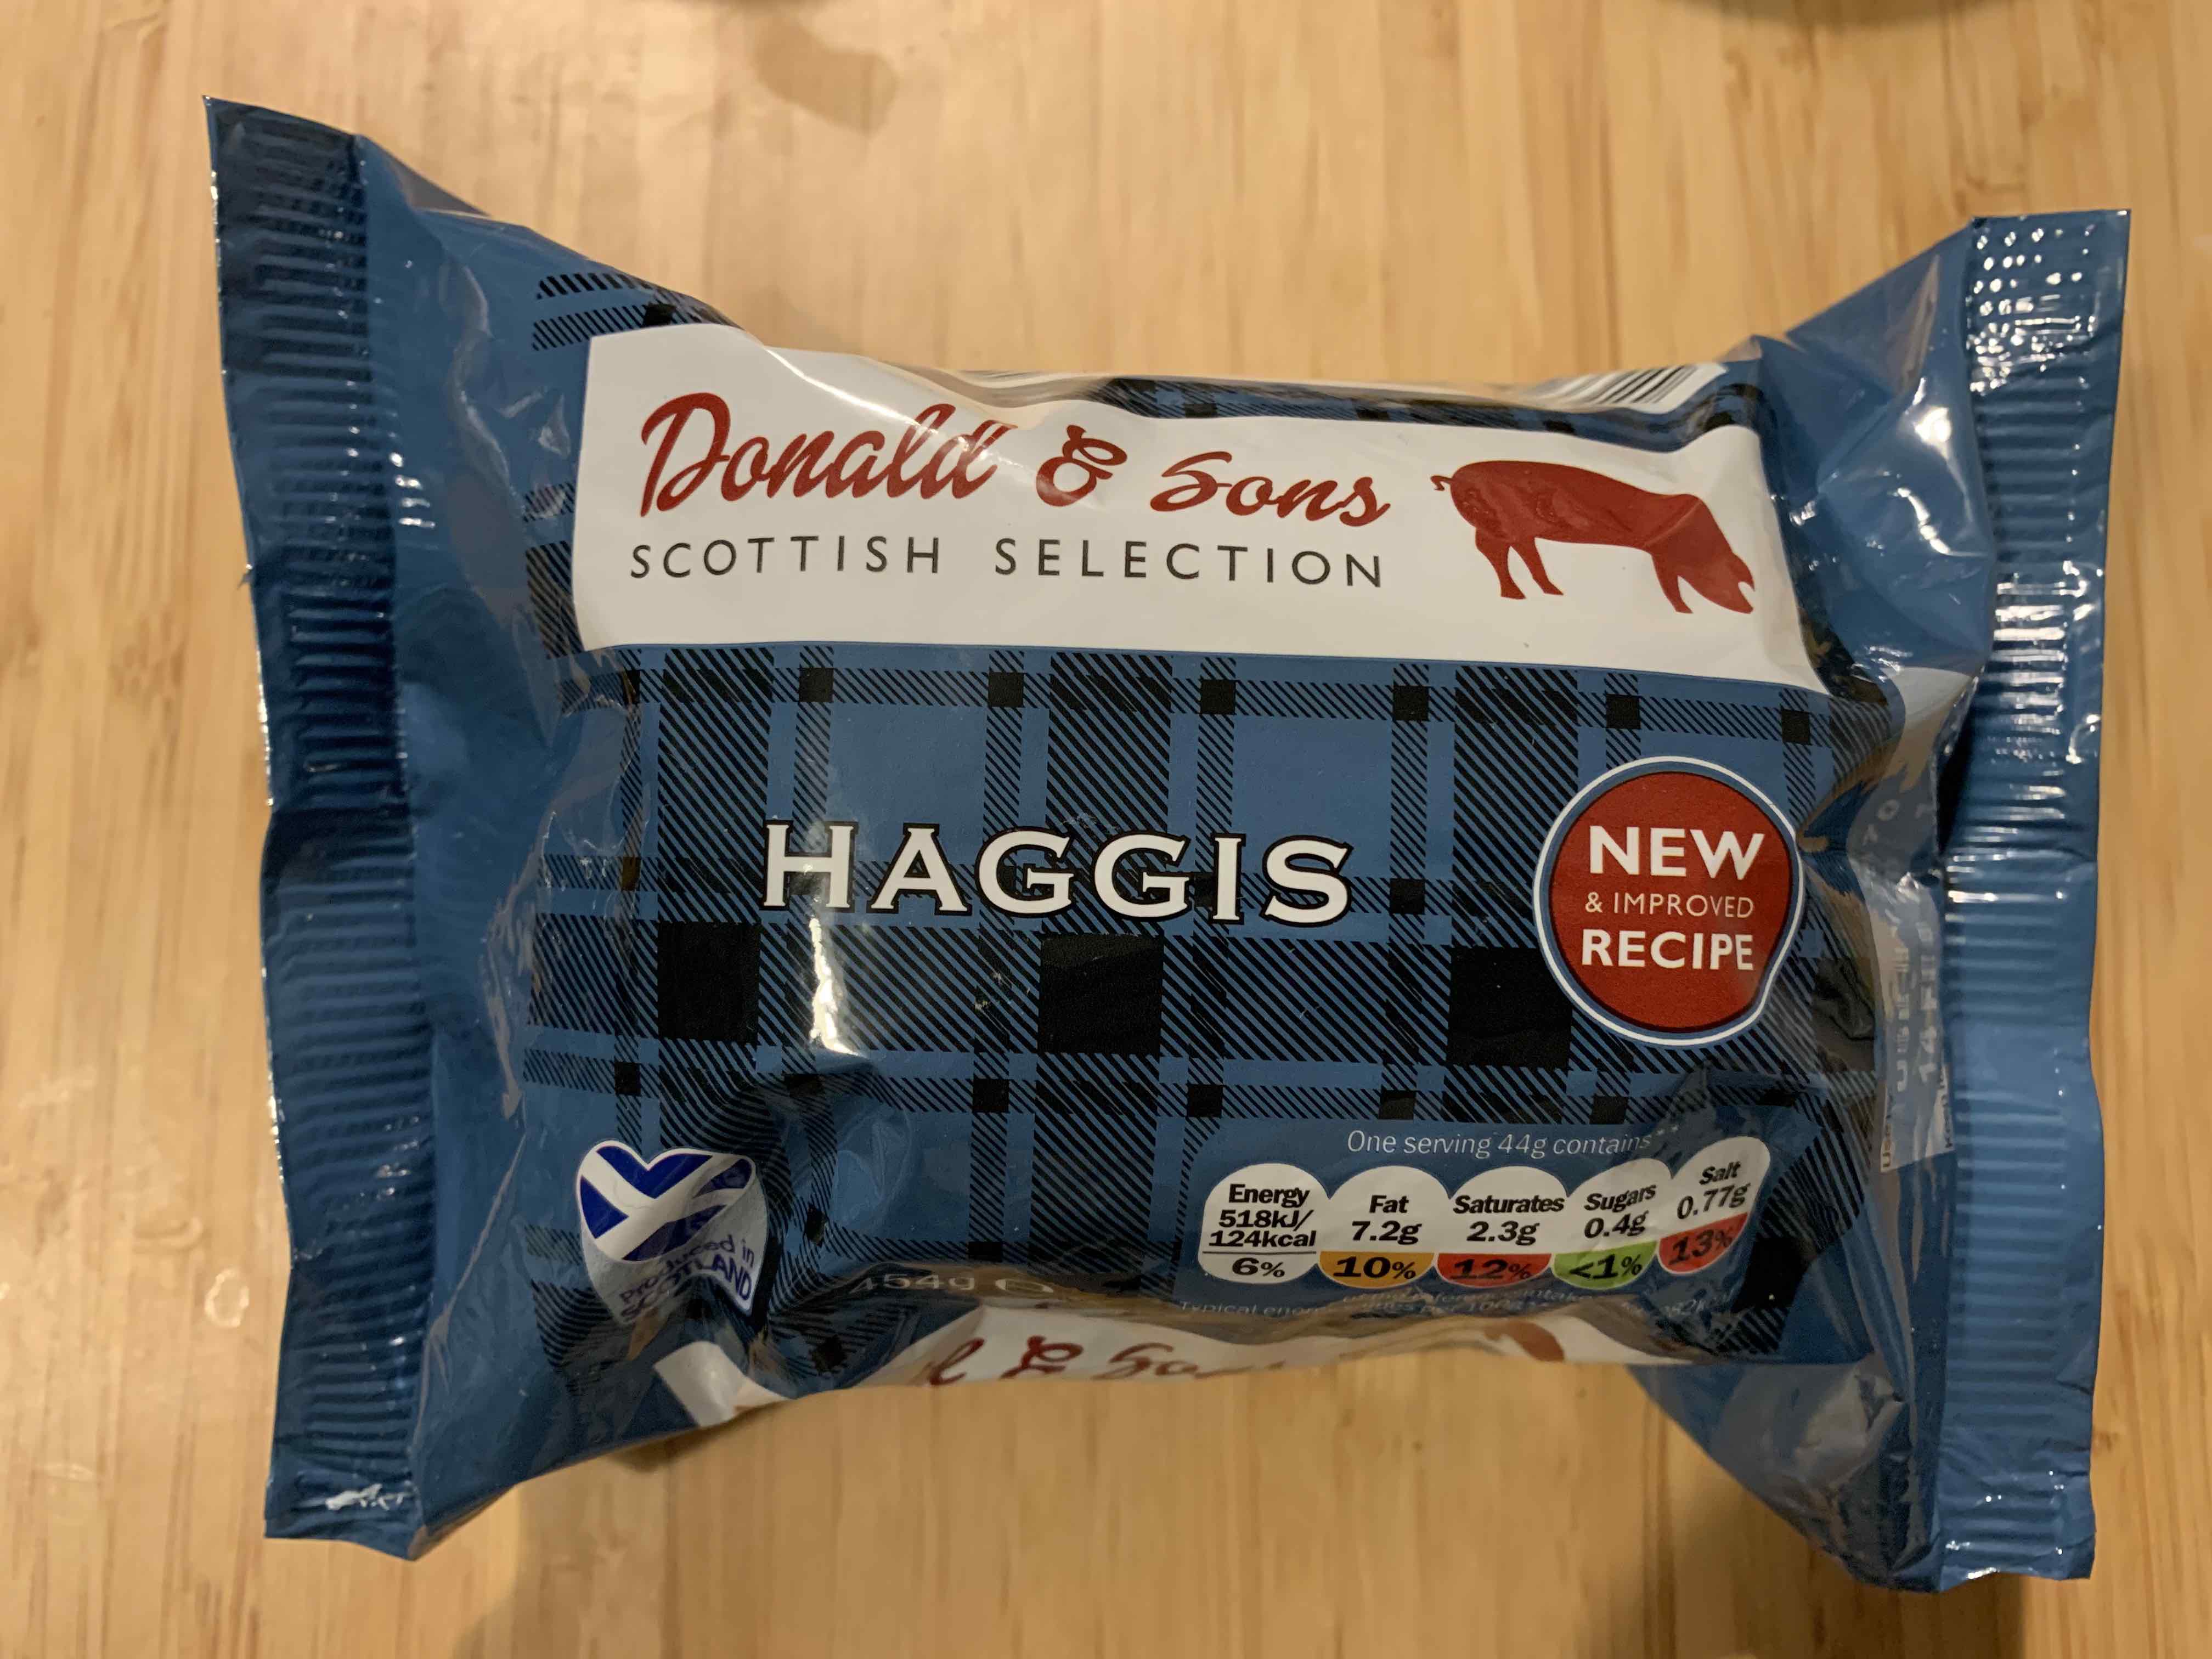 Donald & Sons
SCOTTISH SELECTION
HAGGIS
NEW
& IMPROVED
RECIPE
One serving 44g contains
Energy
518kJ/
124kcal
6%
Fat
7.2g
10%
Saturates
2.3g
12%
Sugars
0.4g
<1%
Salt
0.77g
13%
Produced in
SCOTLAND
454g
Typical
&